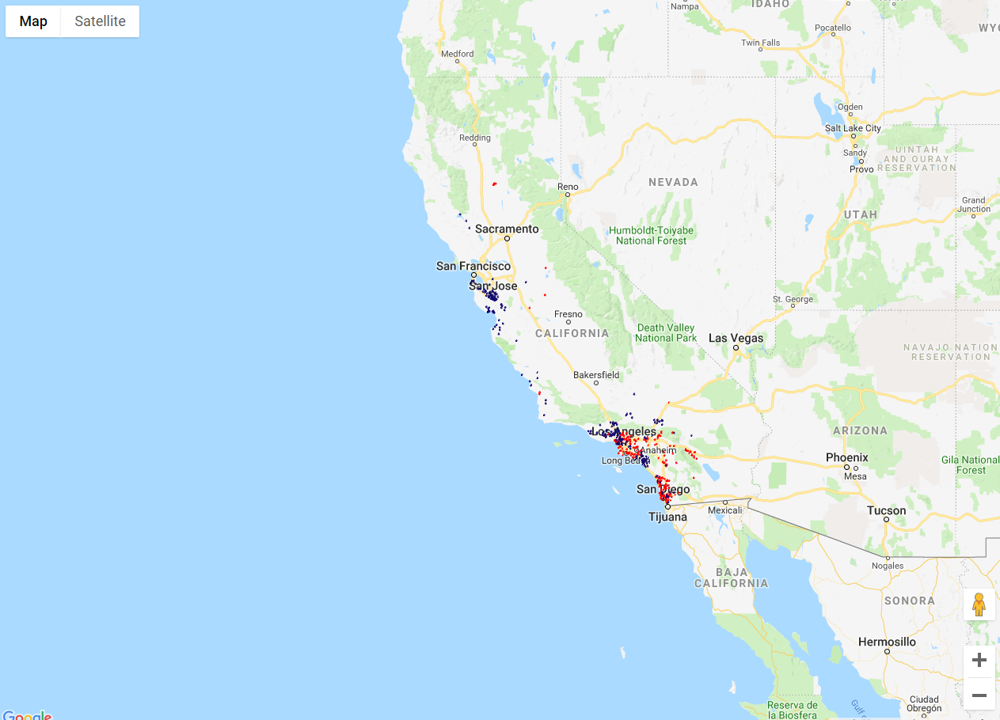 Map Satellite
Nampa
IDAHO
Pocatello
WYO
Twin Falls
Medford
Ogden
Salt Lake City
Redding
Sandy
Provo
UINTAH
AND OURAY
RESERVATION
Reno
NEVADA
Grand
Junction
UTAH
Sacramento
Humboldt-Toiyabe
National Forest
San Francisco
San Jose
St. George
Fresno
CALIFORNIA
Death Valley
National Park
Las Vegas
NAVAJO NATION
RESERVATION
Bakersfield
Los Angeles
ARIZONA
Anaheim
Long Beach
Phoenix
Mesa
Gila National
Forest
San Diego
Tijuana
Mexicali
Tucson
Nogales
BAJA
CALIFORNIA
SONORA
Hermosillo
Ciudad
Obregón
Reserva de
la Biosfera
Gulf of
Google